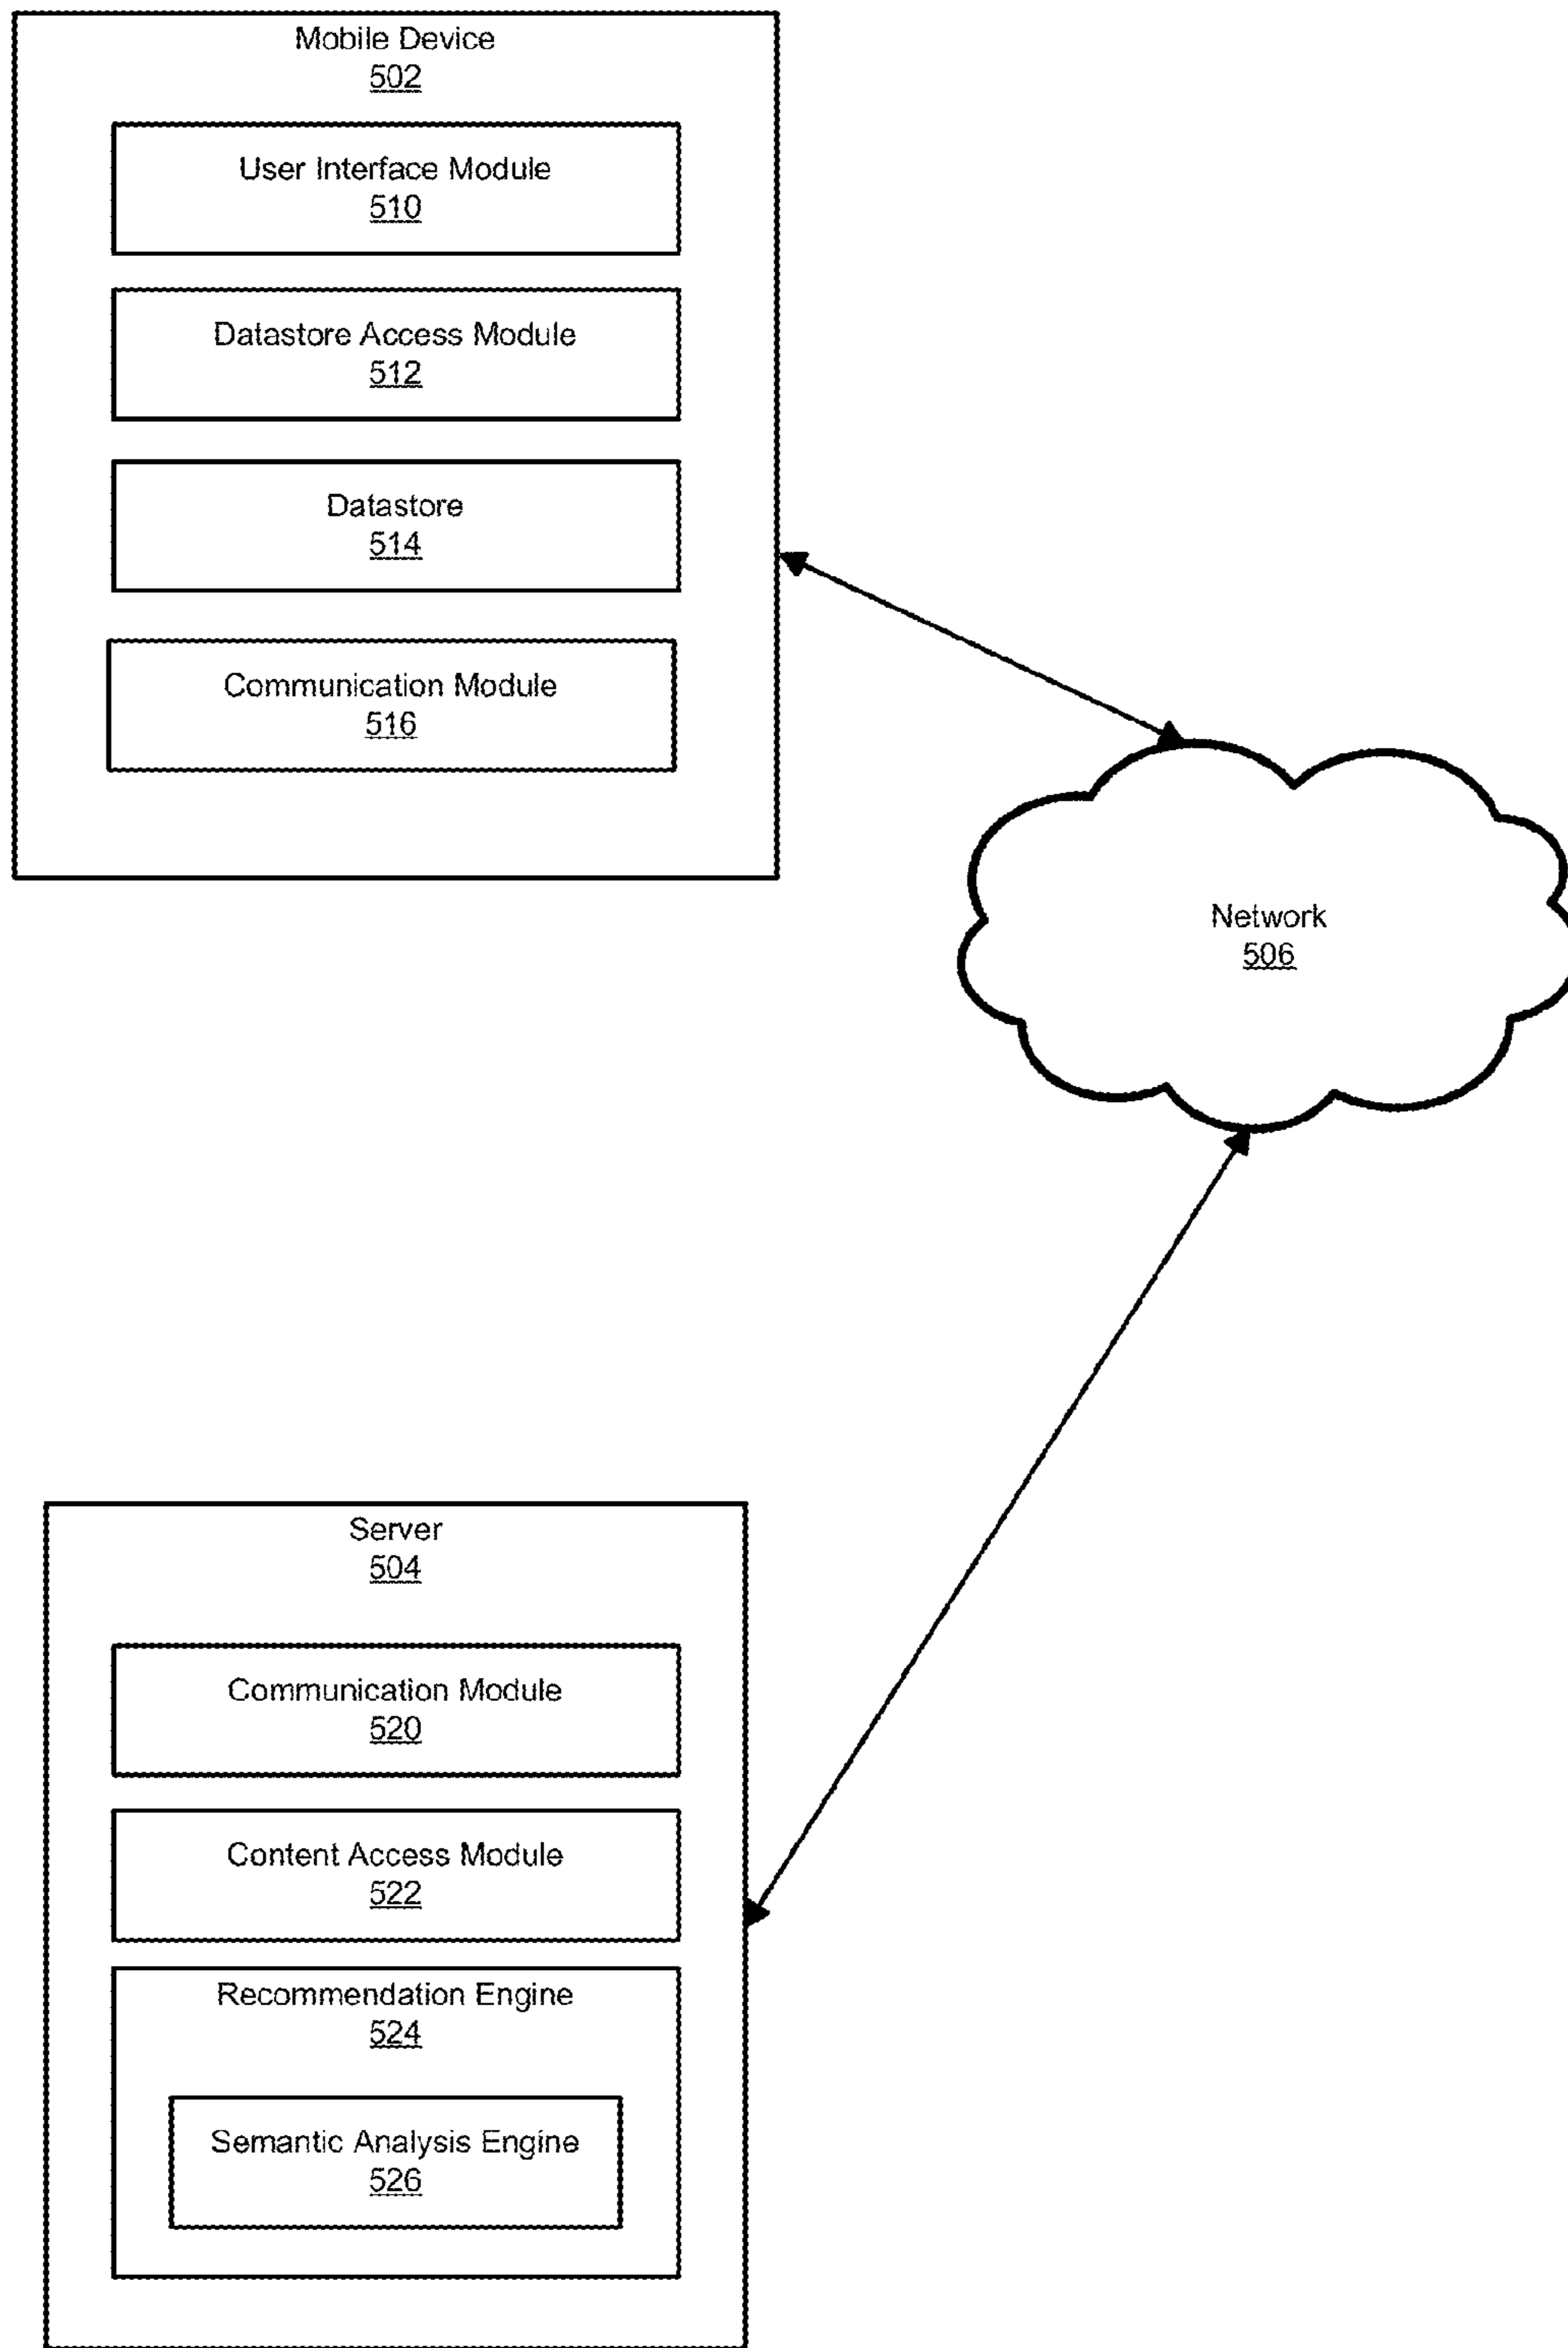 Mobile Device
502
User Interface Module
510
Datastore Access Module
512
Datastore
514
Communication Module
516
Network
506
Server
504
Communication Module
520
Content Access Module
522
Recommendation Engine
524
Semantic Analysis Engine
526